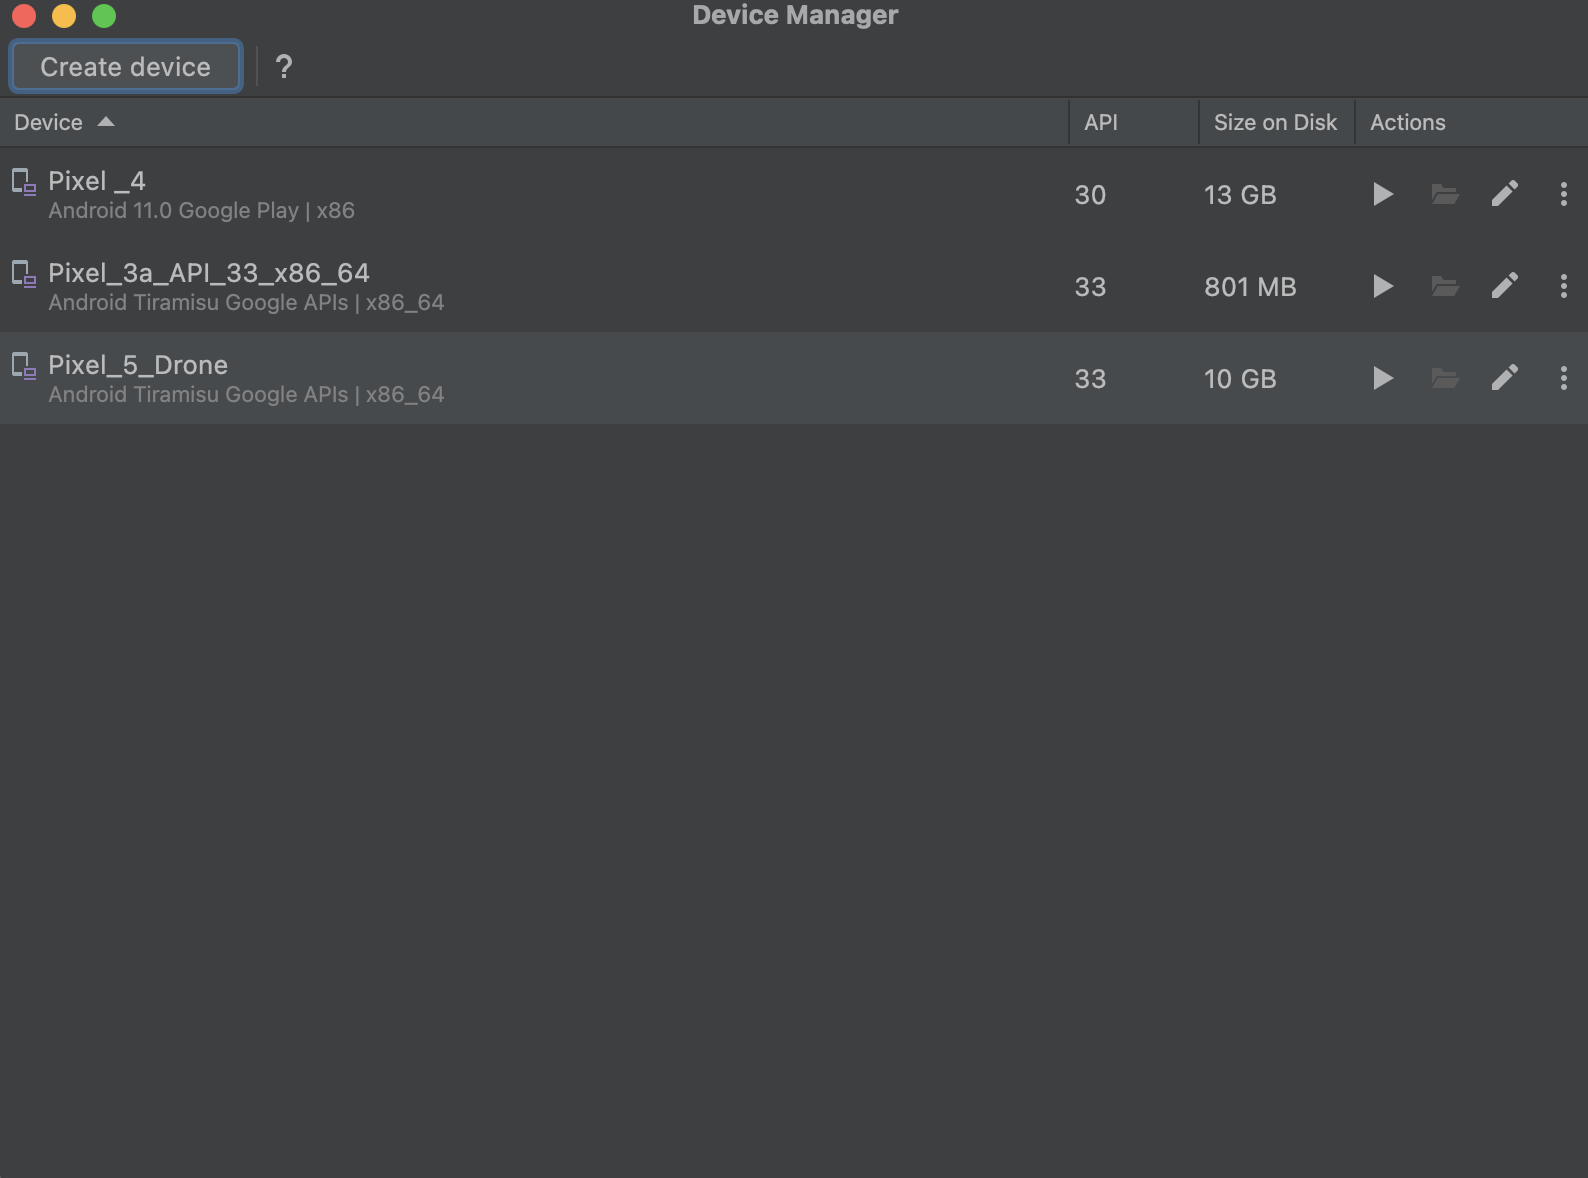 Device Manager
Create device ?
Device API Size on Disk Actions
Pixel _4
Android 11.0 Google Play | x86
30 13 GB
Pixel_3a_API_33_x86_64
Android Tiramisu Google APIs | x86_64
33 801 MB
Pixel_5_Drone
Android Tiramisu Google APIs | x86_64
33 10 GB